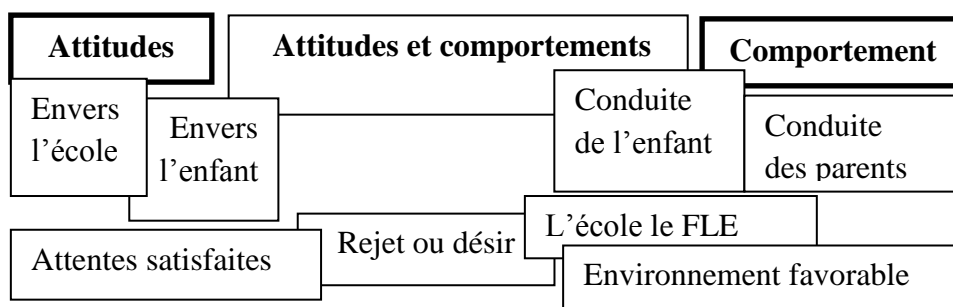 Attitudes
Attitudes et comportements
Comportement
Envers
l'école
Envers
l'enfant
Conduite
de l'enfant
Conduite
des parents
Attentes satisfaites
Rejet ou désir
L'école le FLE
Environnement favorable